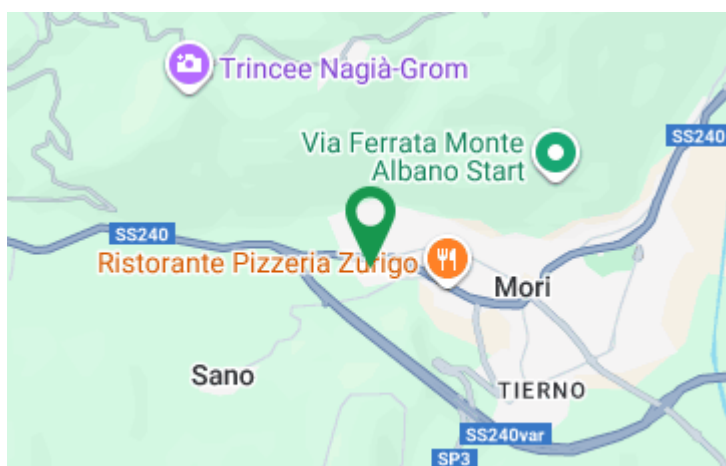 Trincee Nagià-Grom
Via Ferrata Monte
Albano Start
SS240
SS240
Ristorante Pizzeria Zurigo
Mori
Sano
TIERNO
SS240var
SP3